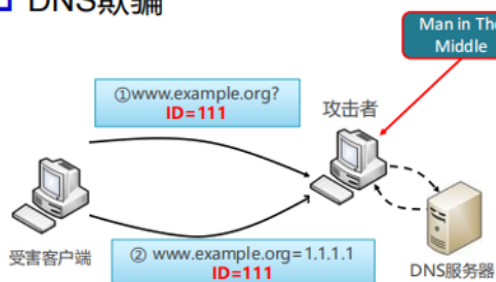 DNS欺骗
Man in The
Middle
①www.example.org?
ID=111
攻击者
受害客户端
② www.example.org=1.1.1.1
ID=111
DNS服务器